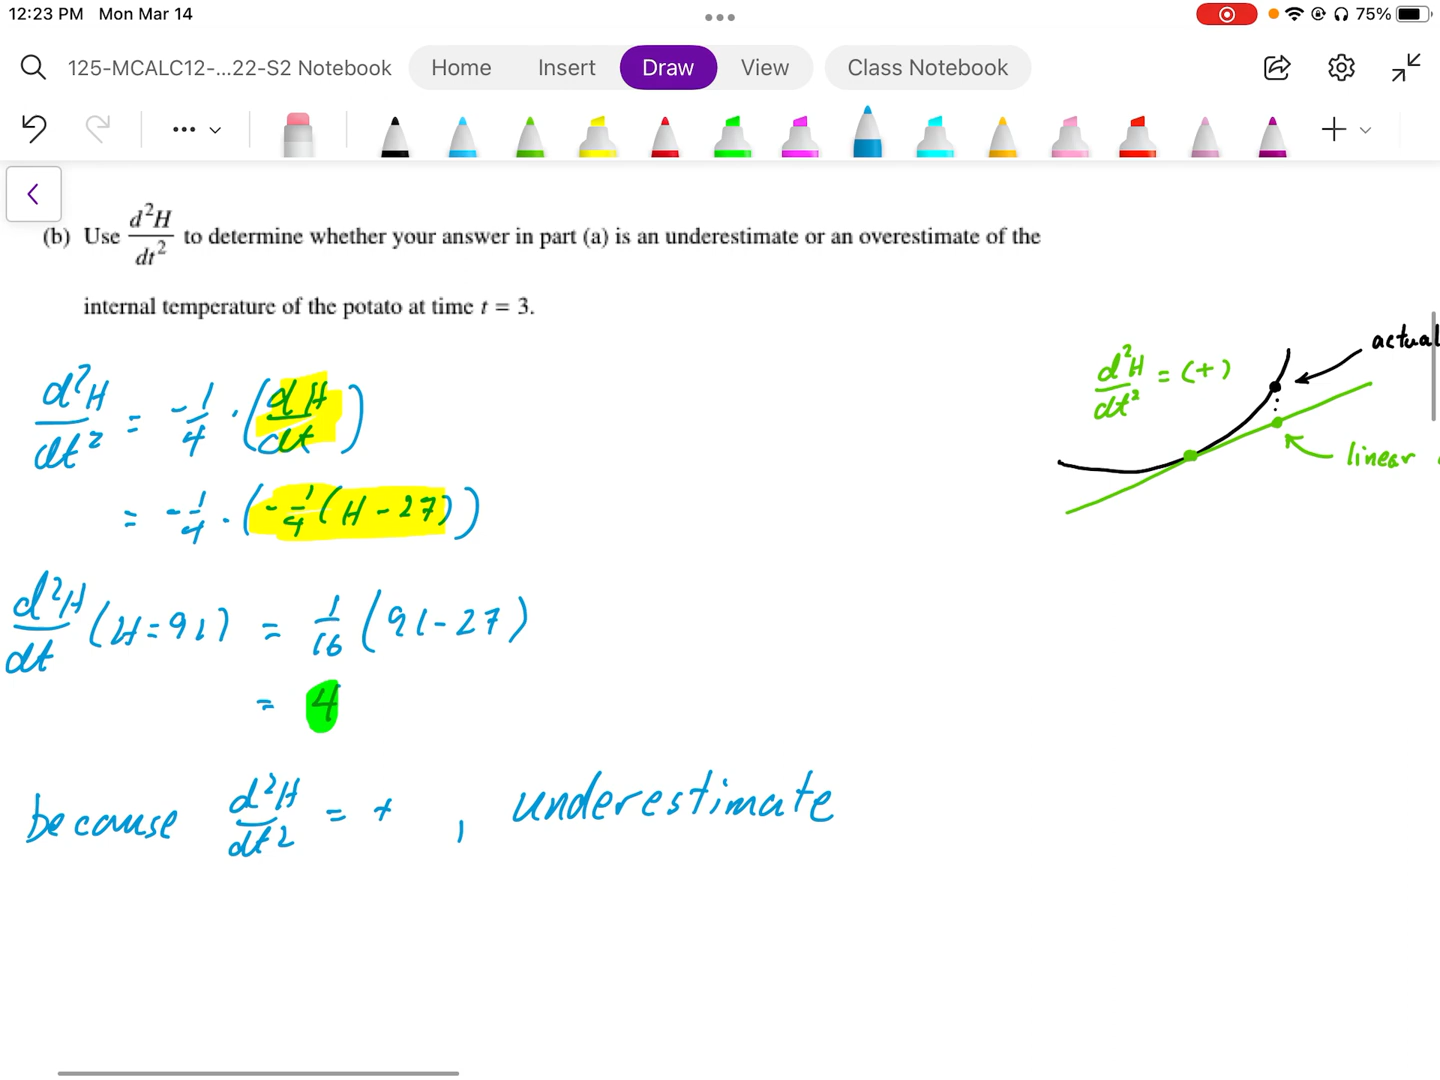 12:23 PM Mon Mar 14
75%
125-MCALC12-...22-S2 Notebook Home Insert Draw View Class Notebook
(b) Use d²H/dt² to determine whether your answer in part (a) is an underestimate or an overestimate of the
internal temperature of the potato at time t = 3.
d²H/dt² = -1/4 · (dH/dt)
= -1/4 · (-1/4 (H - 27))
d²H/dt (H = 91) = 1/16 (91 - 27)
= 4
because d²H/dt² = + , underestimate
d²H/dt² = (+)
actual
linear